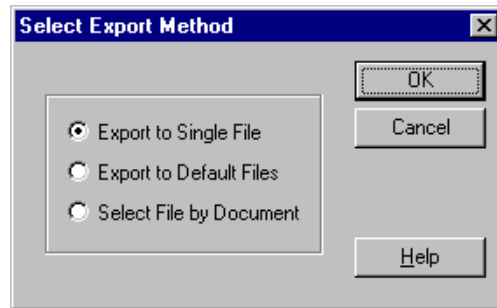 Select Export Method
OK
Export to Single File
Cancel
Export to Default Files
Select File by Document
Help